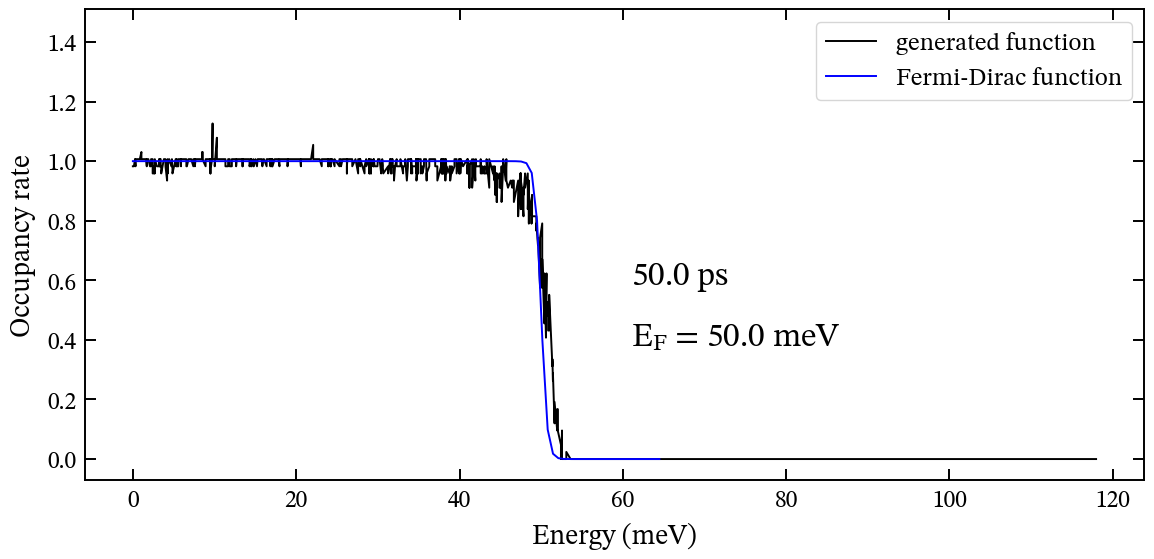 generated function
Fermi-Dirac function
1.4
1.2
1.0
0.8
0.6
0.4
0.2
0.0
Occupancy rate
50.0 ps
E_F = 50.0 meV
0 20 40 60 80 100 120
Energy (meV)